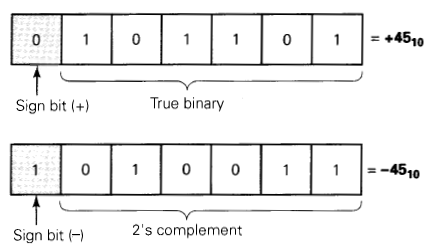 0 1 0 1 1 0 1 = +45₁₀
Sign bit (+) True binary
1 0 1 0 0 1 1 = −45₁₀
Sign bit (−) 2's complement